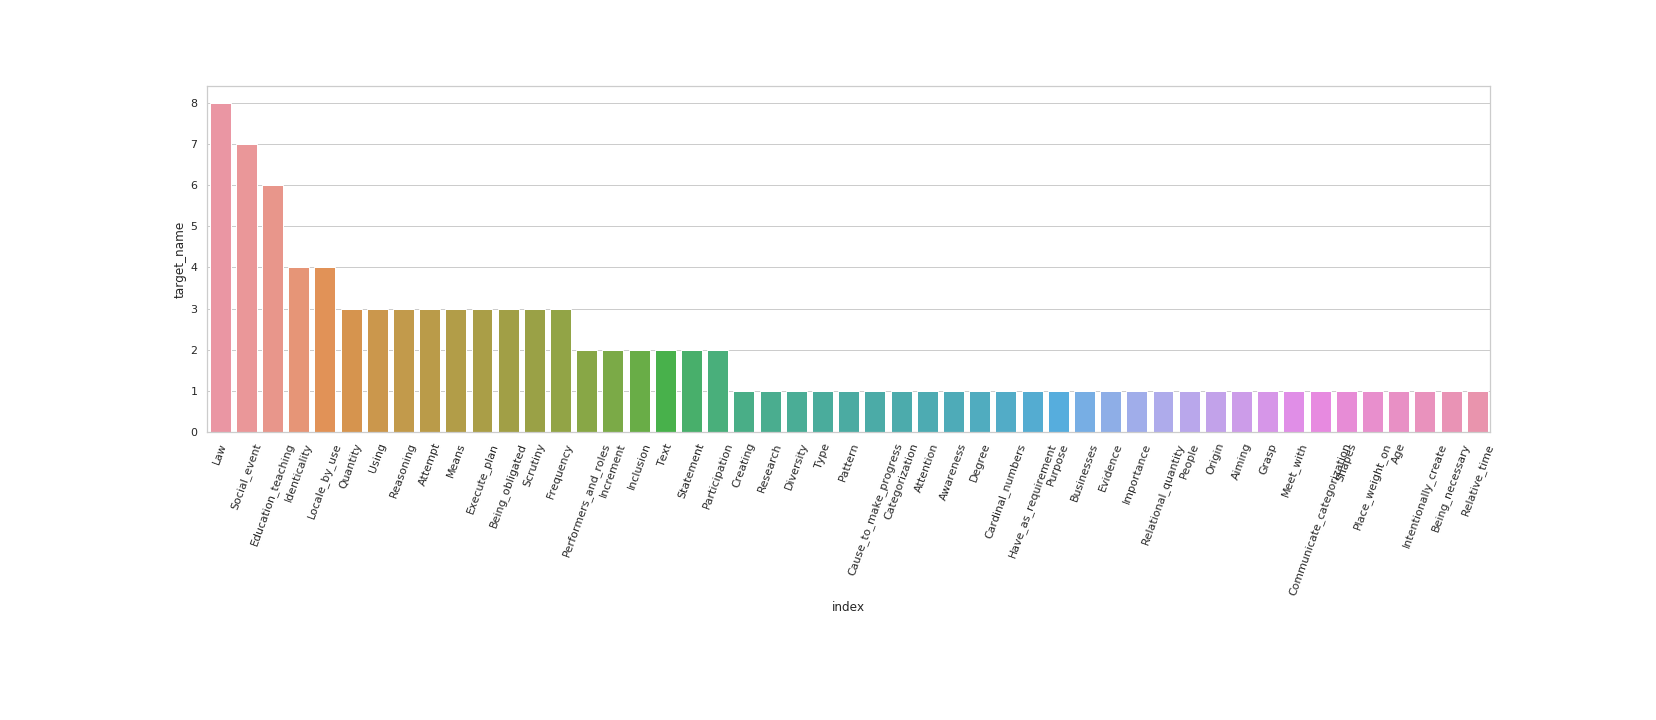 8
7
6
5
4
3
2
1
0
target_name
Law
Social_event
Education_teaching
Identicality
Locale_by_use
Quantity
Using
Reasoning
Attempt
Means
Execute_plan
Being_obligated
Scrutiny
Frequency
Performers_and_roles
Increment
Inclusion
Text
Statement
Participation
Creating
Research
Diversity
Type
Pattern
Cause_to_make_progress
Categorization
Attention
Awareness
Degree
Cardinal_numbers
Have_as_requirement
Purpose
Businesses
Evidence
Importance
Relational_quantity
People
Origin
Aiming
Grasp
Meet_with
Communicate_categorization
Shapes
Place_weight_on
Age
Intentionally_create
Being_necessary
Relative_time
index